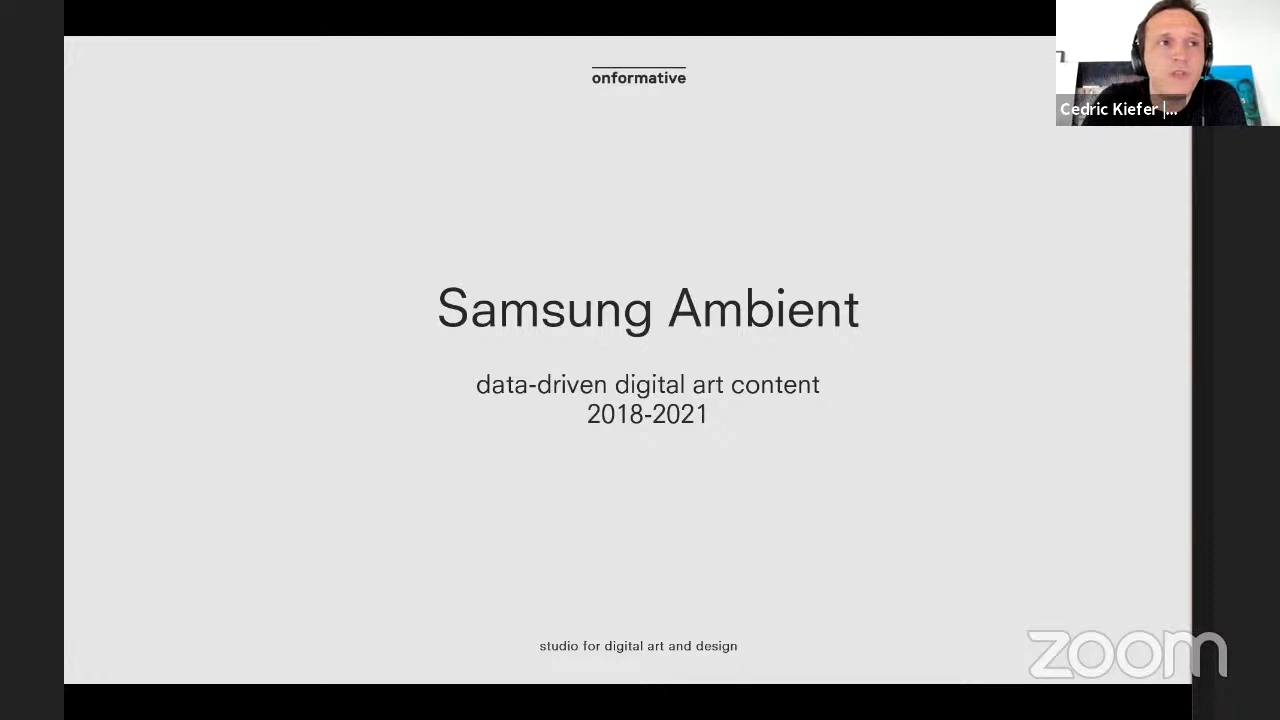 onformative
Cedric Kiefer |...
Samsung Ambient
data-driven digital art content
2018-2021
studio for digital art and design
zoom